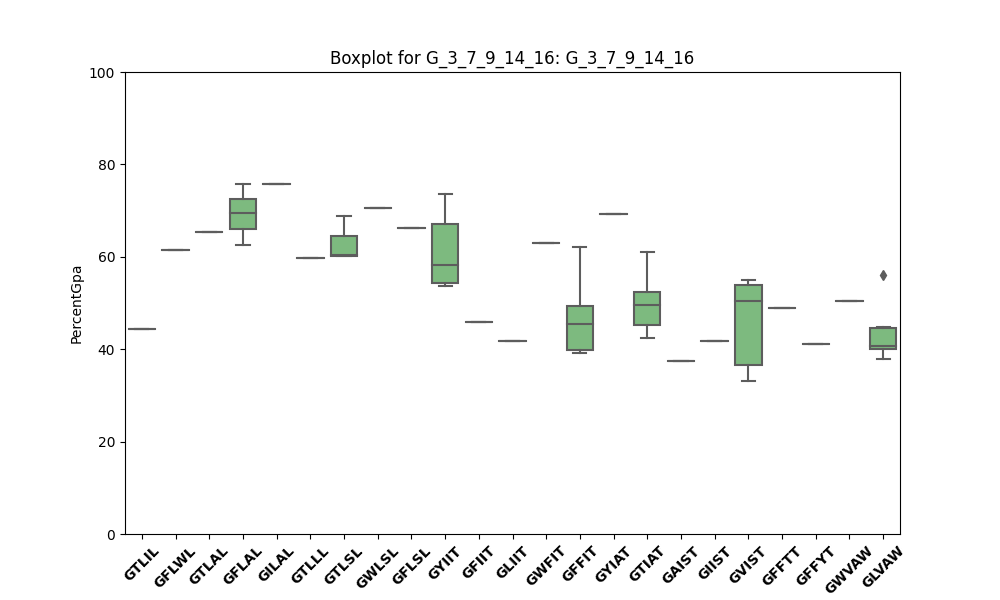 Boxplot for G_3_7_9_14_16: G_3_7_9_14_16
PercentGpa
100
80
60
40
20
0
GTLIL
GFLWL
GTLAL
GFLAL
GILAL
GTLLL
GTLSL
GWLSL
GFLSL
GYIIT
GFIIT
GLIIT
GWFIT
GFFIT
GYIAT
GTIAT
GAIST
GIIST
GVIST
GFFTT
GFFYT
GWVAW
GLVAW